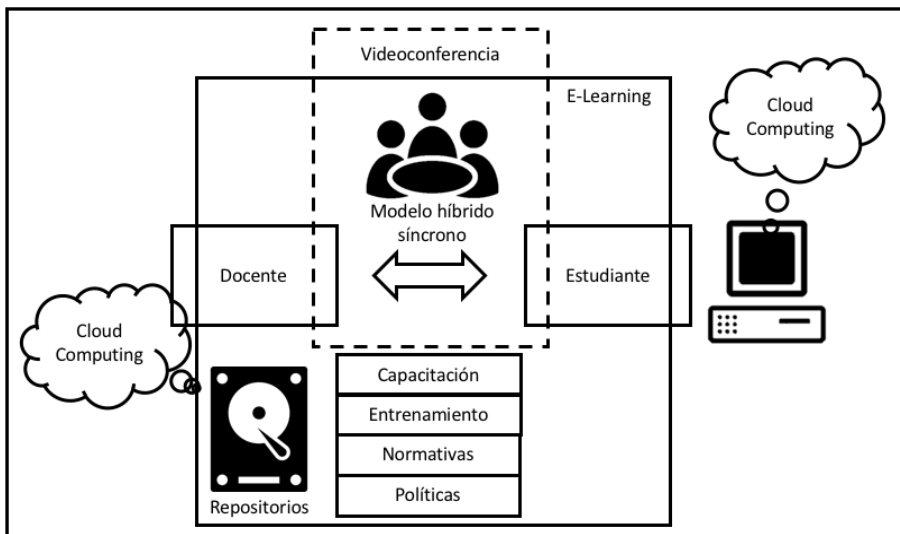 Videoconferencia
E-Learning
Cloud
Computing
Modelo híbrido
síncrono
Docente
Estudiante
Cloud
Computing
Capacitación
Entrenamiento
Normativas
Políticas
Repositorios